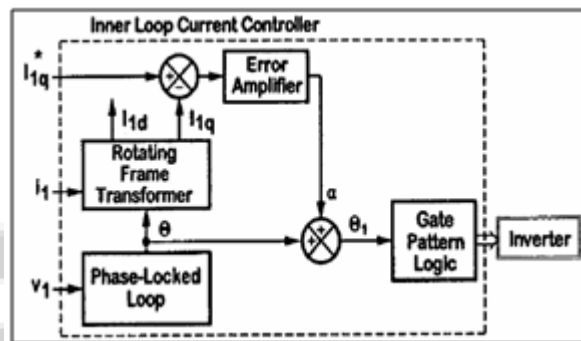 Inner Loop Current Controller
I*1q
+
−
Error
Amplifier
I1d
I1q
Rotating
Frame
Transformer
i1
α
θ
+
+
θ1
Gate
Pattern
Logic
Inverter
Phase-Locked
Loop
v1